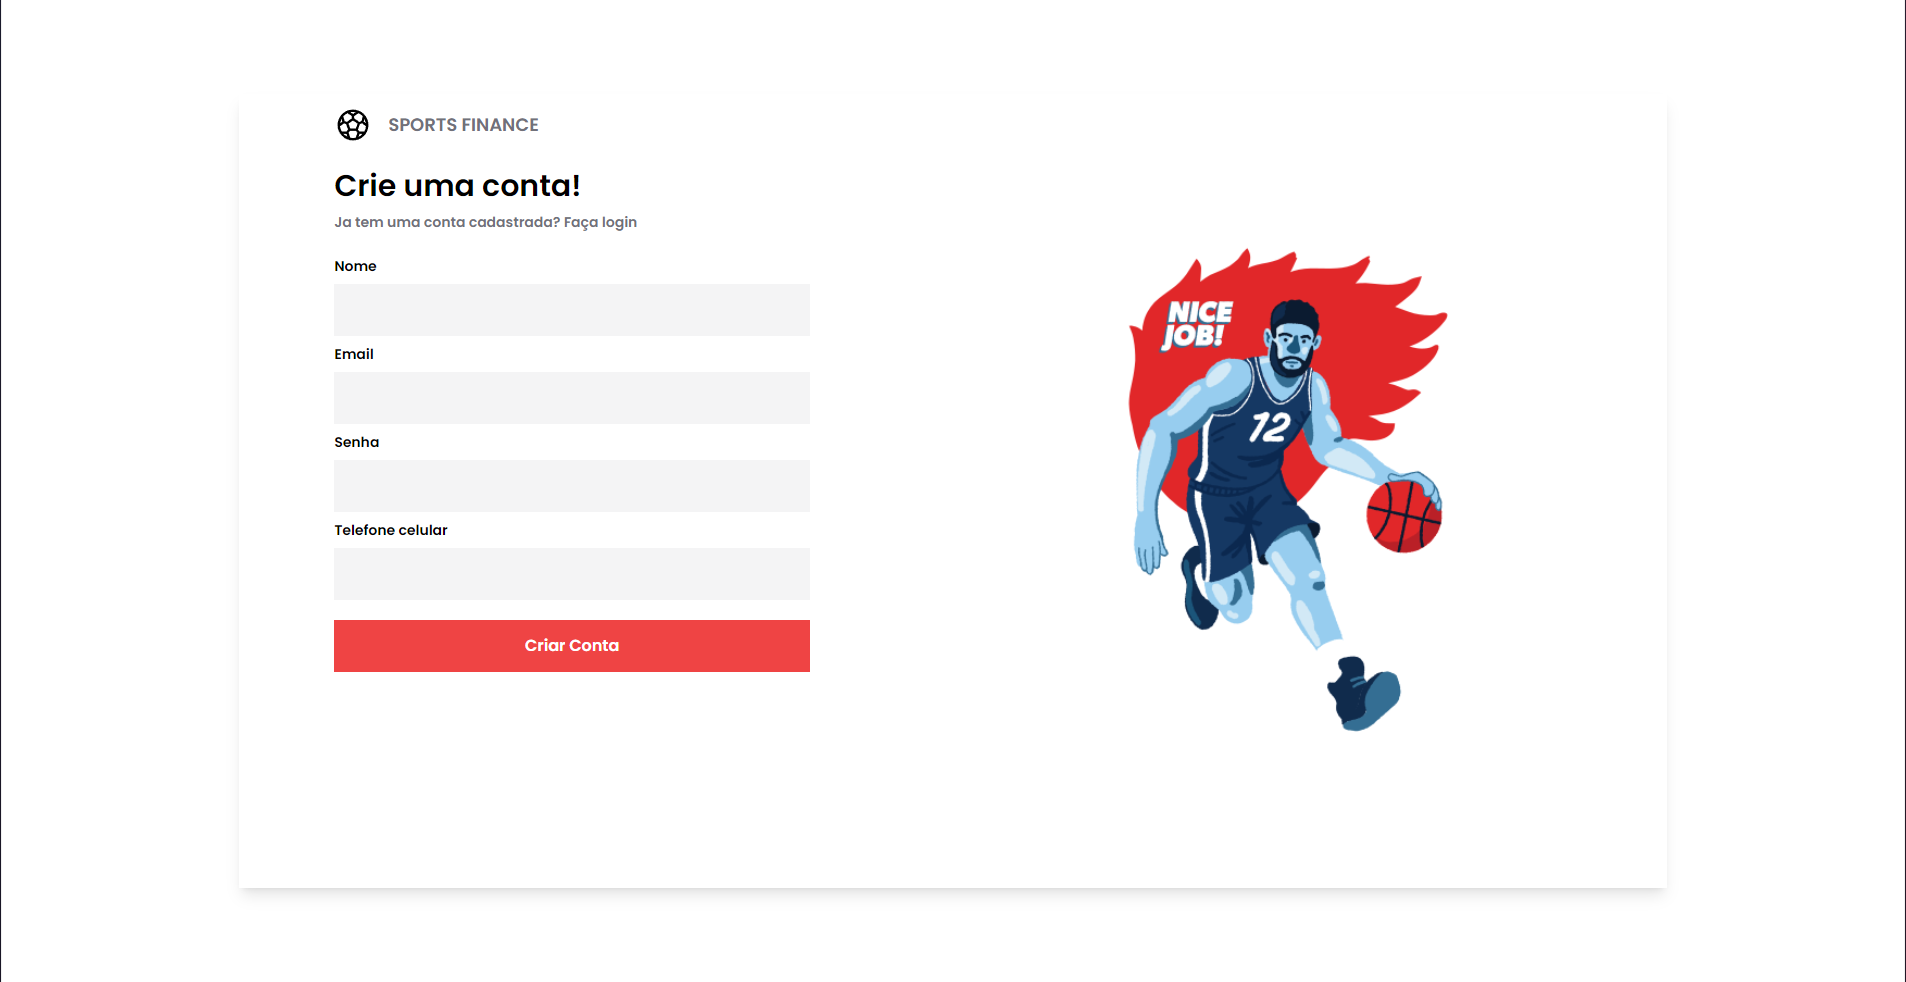 SPORTS FINANCE
Crie uma conta!
Ja tem uma conta cadastrada? Faça login
Nome
Email
Senha
Telefone celular
Criar Conta
NICE
JOB!
12